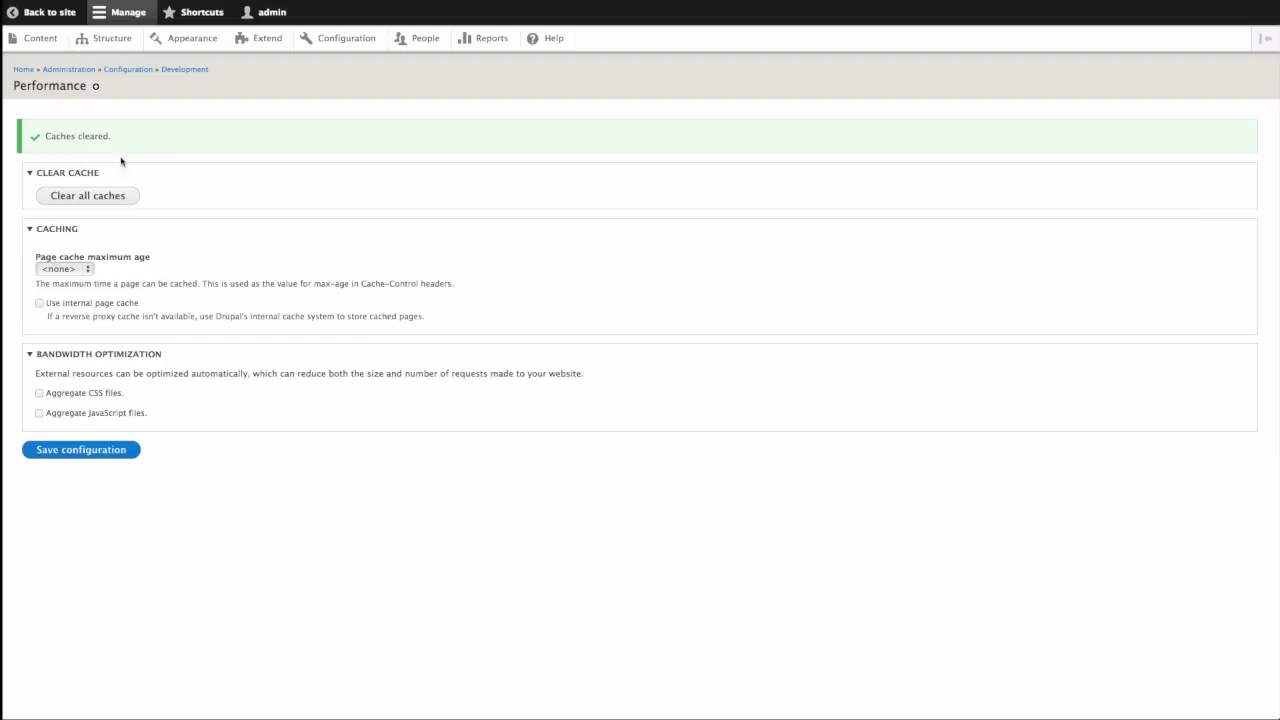 Back to site Manage Shortcuts admin
Content Structure Appearance Extend Configuration People Reports Help
Home » Administration » Configuration » Development
Performance
Caches cleared.
CLEAR CACHE
Clear all caches
CACHING
Page cache maximum age
<none>
The maximum time a page can be cached. This is used as the value for max-age in Cache-Control headers.
Use internal page cache
If a reverse proxy cache isn't available, use Drupal's internal cache system to store cached pages.
BANDWIDTH OPTIMIZATION
External resources can be optimized automatically, which can reduce both the size and number of requests made to your website.
Aggregate CSS files.
Aggregate JavaScript files.
Save configuration